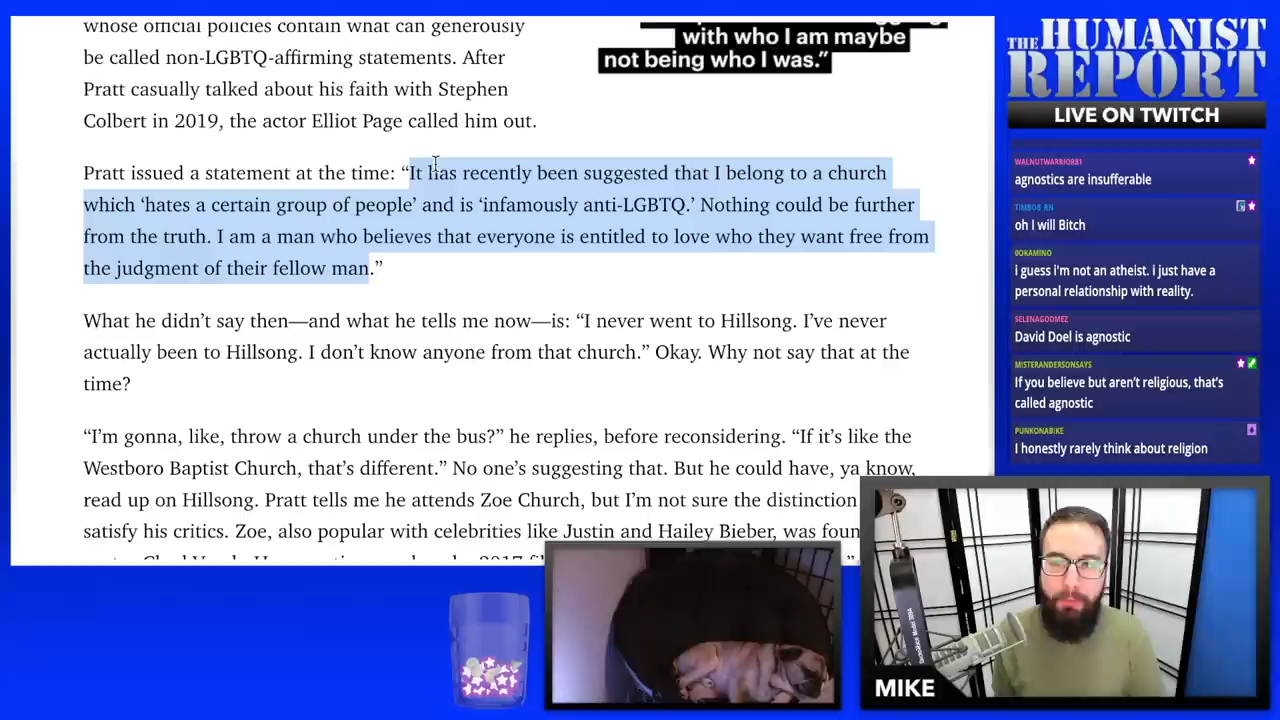 whose official policies contain what can generously
be called non-LGBTQ-affirming statements. After
Pratt casually talked about his faith with Stephen
Colbert in 2019, the actor Elliot Page called him out.
with who I am maybe
not being who I was.”
Pratt issued a statement at the time: “It has recently been suggested that I belong to a church
which ‘hates a certain group of people’ and is ‘infamously anti-LGBTQ.’ Nothing could be further
from the truth. I am a man who believes that everyone is entitled to love who they want free from
the judgment of their fellow man.”
What he didn’t say then—and what he tells me now—is: “I never went to Hillsong. I’ve never
actually been to Hillsong. I don’t know anyone from that church.” Okay. Why not say that at the
time?
“I’m gonna, like, throw a church under the bus?” he replies, before reconsidering. “If it’s like the
Westboro Baptist Church, that’s different.” No one’s suggesting that. But he could have, ya know,
read up on Hillsong. Pratt tells me he attends Zoe Church, but I’m not sure the distinction
satisfy his critics. Zoe, also popular with celebrities like Justin and Hailey Bieber, was foun
THE HUMANIST
REPORT
LIVE ON TWITCH
WALNUTWARRIOR81
agnostics are insufferable
TIMBOB RN
oh I will Bitch
00KAMINO
i guess i'm not an atheist. i just have a
personal relationship with reality.
SELENAGODMEZ
David Doel is agnostic
MISTERANDERSONSAYS
If you believe but aren’t religious, that’s
called agnostic
PUNKONABIKE
I honestly rarely think about religion
MIKE